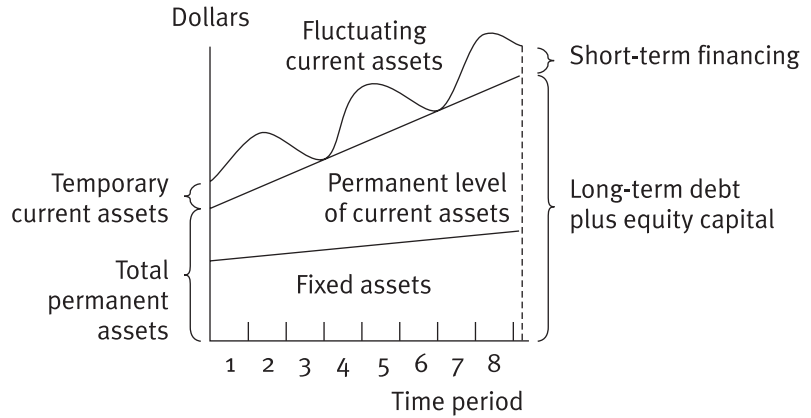 Dollars
Fluctuating
current assets
Short-term financing
Temporary
current assets
Permanent level
of current assets
Long-term debt
plus equity capital
Total
permanent
assets
Fixed assets
1 2 3 4 5 6 7 8
Time period